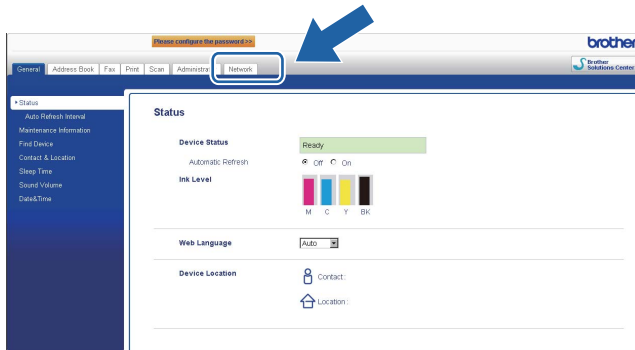 Please configure the password >>
brother
General Address Book Fax Print Scan Administrat Network
Brother
Solutions Center
Status
Auto Refresh Interval
Maintenance Information
Find Device
Contact & Location
Sleep Time
Sound Volume
Date&Time
Status
Device Status
Ready
Automatic Refresh
Off On
Ink Level
M C Y BK
Web Language
Auto
Device Location
Contact :
Location :